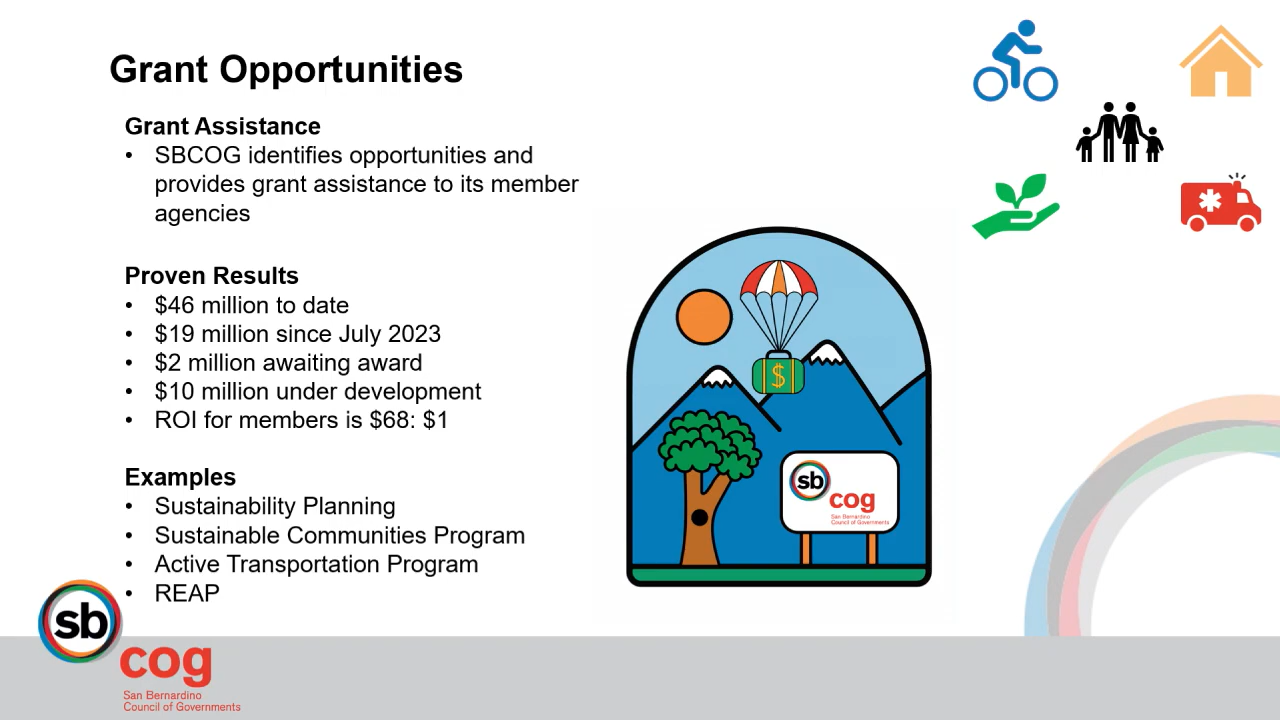 Grant Opportunities
Grant Assistance
• SBCOG identifies opportunities and
provides grant assistance to its member
agencies
Proven Results
• $46 million to date
• $19 million since July 2023
• $2 million awaiting award
• $10 million under development
• ROI for members is $68: $1
Examples
• Sustainability Planning
• Sustainable Communities Program
• Active Transportation Program
• REAP
$
sb
cog
San Bernardino
Council of Governments
sb
cog
San Bernardino
Council of Governments